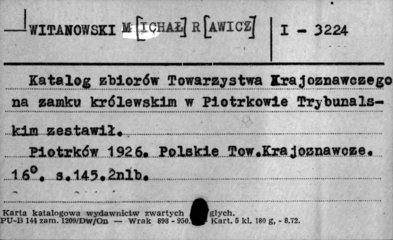 WITANOWSKI M[ICHAŁ] R[AWICZ] I - 3224
Katalog zbiorów Towarzystwa Krajoznawczego
na zamku królewskim w Piotrkowie Trybunals-
kim zestawił.
Piotrków 1926. Polskie Tow.Krajoznawcze.
16°. s.145.2nlb.
Karta katalogowa wydawnictw zwartych głych.
PU-B 144 zam. 1209/Dw/On — Wrak 898 - 950. Kart. 5 kl. 180 g, - 8,72.